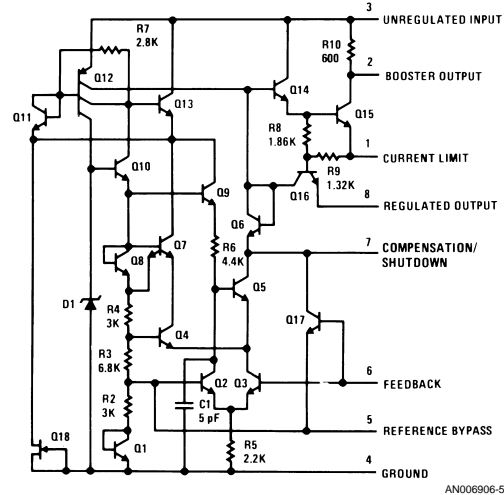 3
UNREGULATED INPUT
R7
2.8K
R10
600
2
BOOSTER OUTPUT
Q12
Q11
Q13
Q14
Q15
R8
1.86K
1
CURRENT LIMIT
R9
1.32K
Q10
Q9
Q16
8
REGULATED OUTPUT
Q6
7
COMPENSATION/
SHUTDOWN
Q8
Q7
R6
4.4K
Q5
D1
R4
3K
Q17
Q4
R3
6.8K
6
FEEDBACK
Q2
Q3
R2
3K
C1
5 pF
5
REFERENCE BYPASS
Q18
Q1
R5
2.2K
4
GROUND
AN006906-5